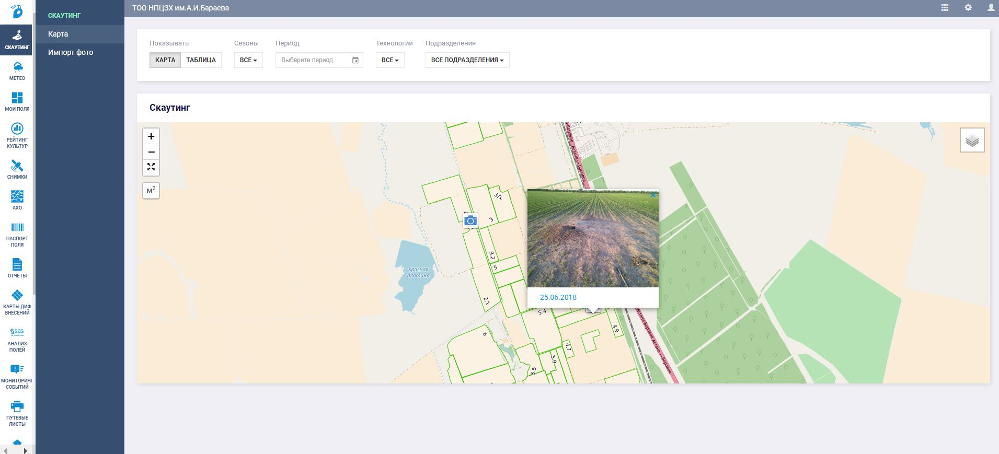 ТОО НПЦЗХ им.А.И.Бараева
СКАУТИНГ
МЕТЕО
МОИ ПОЛЯ
РЕЙТИНГ
КУЛЬТУР
СНИМКИ
АХО
ПАСПОРТ
ПОЛЯ
ОТЧЕТЫ
КАРТЫ ДИФ
ВНЕСЕНИЙ
sas
АНАЛИЗ
ПОЛЕЙ
МОНИТОРИНГ
СОБЫТИЙ
ПУТЕВЫЕ
ЛИСТЫ
СКАУТИНГ
Карта
Импорт фото
Показывать
КАРТА ТАБЛИЦА
Сезоны
ВСЕ
Период
Выберите период
Технологии
ВСЕ
Подразделения
ВСЕ ПОДРАЗДЕЛЕНИЯ
Скаутинг
+
−
м2
Астана — Боровое
3/1
3
3.2
5
2.1
Красная
плотина
25.06.2018
5.4
4.9
6
4.7
5.9
5.5
Астана-Боровое
Астана — Боровое